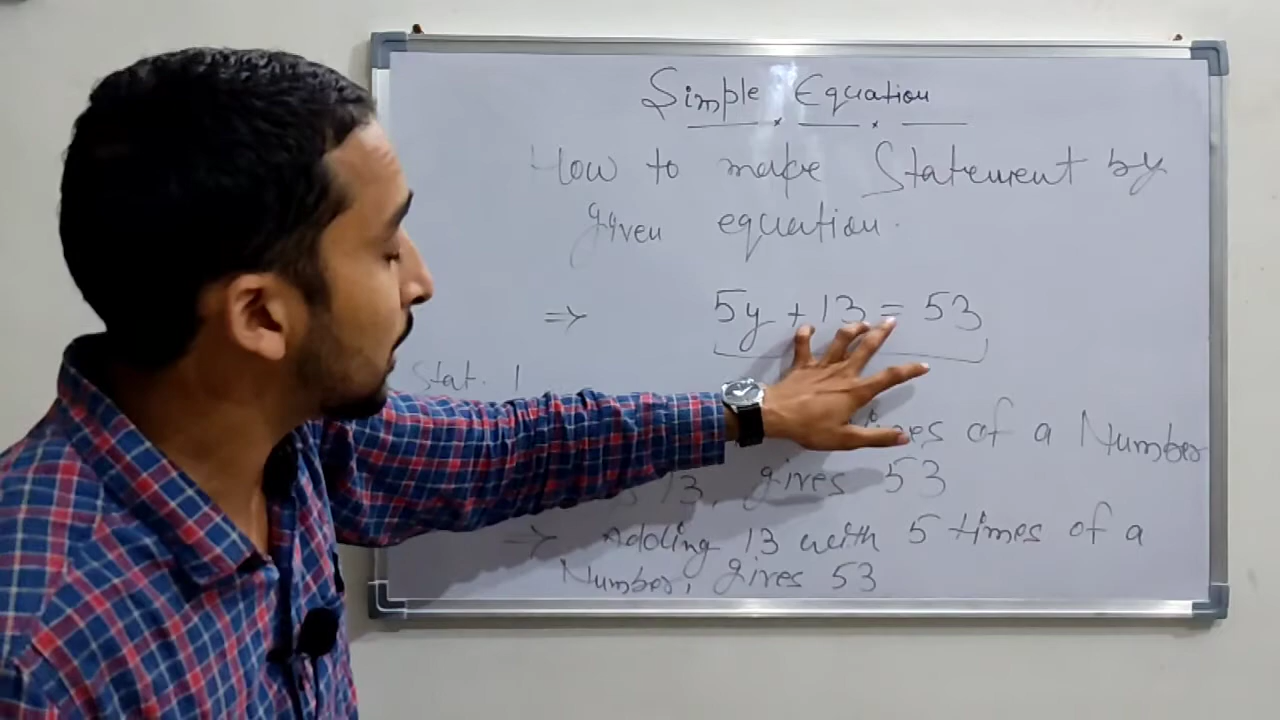 Simple Equation
How to make Statement by
given equation.
⇒ 5y + 13 = 53
Stat. 1
times of a Number
13, gives 53
→ Adding 13 with 5 times of a
Number, gives 53